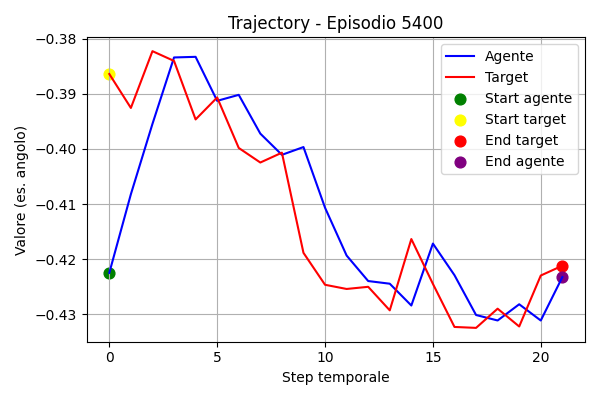 Trajectory - Episodio 5400
Valore (es. angolo)
−0.38
−0.39
−0.40
−0.41
−0.42
−0.43
Agente
Target
Start agente
Start target
End target
End agente
0 5 10 15 20
Step temporale